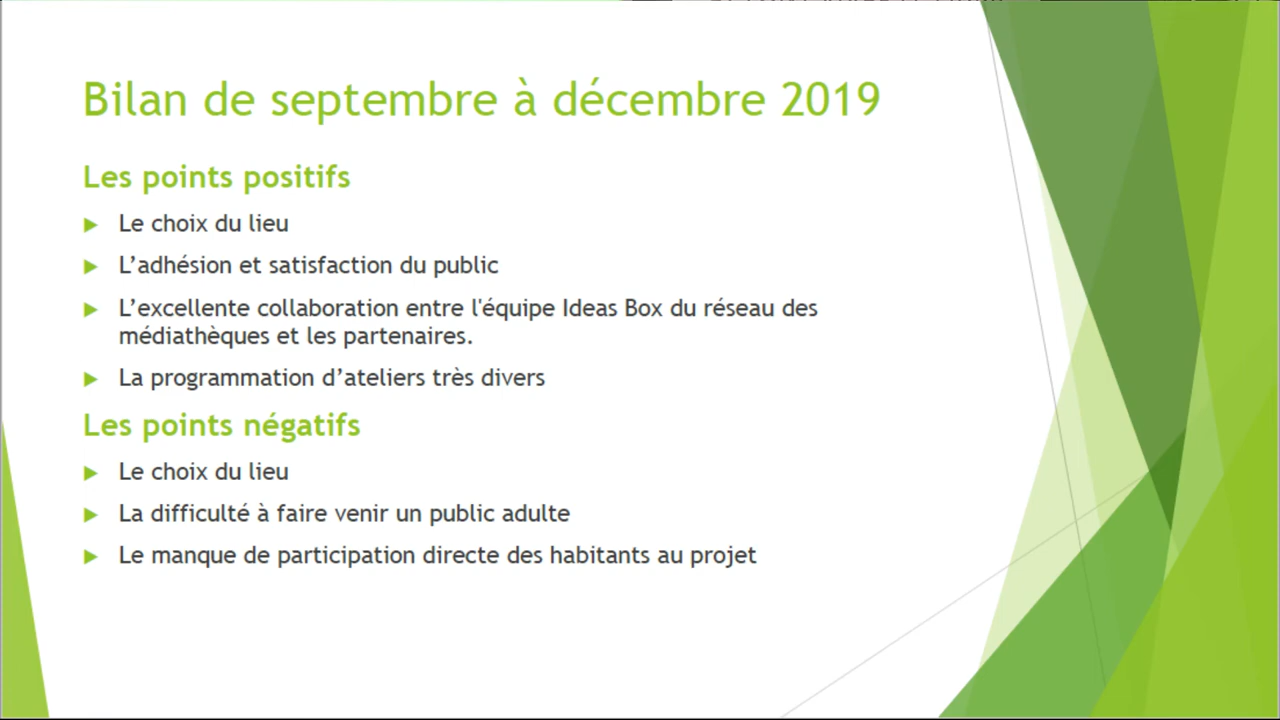 Bilan de septembre à décembre 2019
Les points positifs
Le choix du lieu
L’adhésion et satisfaction du public
L’excellente collaboration entre l'équipe Ideas Box du réseau des
médiathèques et les partenaires.
La programmation d’ateliers très divers
Les points négatifs
Le choix du lieu
La difficulté à faire venir un public adulte
Le manque de participation directe des habitants au projet